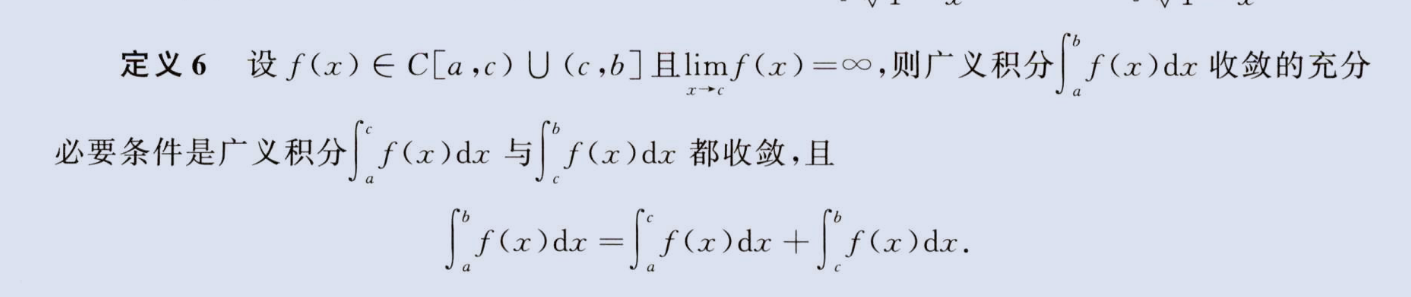 定义6 设 f(x)∈C[a,c)∪(c,b]且lim_{x→c}f(x)=∞,则广义积分∫_a^b f(x)dx 收敛的充分
必要条件是广义积分∫_a^c f(x)dx 与∫_c^b f(x)dx 都收敛,且
∫_a^b f(x)dx=∫_a^c f(x)dx+∫_c^b f(x)dx.